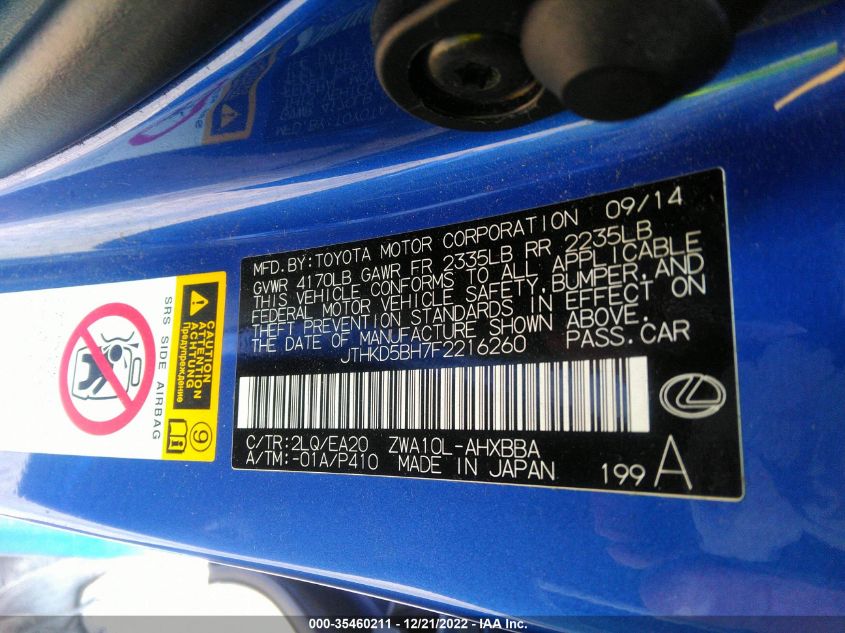 MFD.BY:TOYOTA MOTOR CORPORATION 09/14
GVWR 4170LB GAWR FR 2335LB RR 2235LB
THIS VEHICLE CONFORMS TO ALL APPLICABLE
FEDERAL MOTOR VEHICLE SAFETY,BUMPER,AND
THEFT PREVENTION STANDARDS IN EFFECT ON
THE DATE OF MANUFACTURE SHOWN ABOVE.
JTHKD5BH7F2216260 PASS.CAR
C/TR:2LQ/EA20 ZWA10L-AHXBBA
A/TM:-01A/P410 MADE IN JAPAN 199 A
SRS SIDE AIRBAG
CAUTION
ATTENTION
ACHTUNG
Предупреждение
9
000-35460211 - 12/21/2022 - IAA Inc.